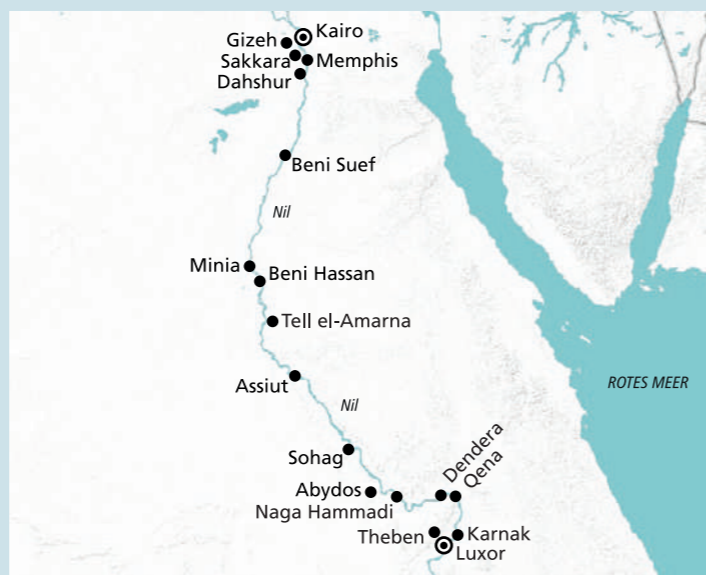 Kairo
Gizeh
Sakkara
Memphis
Dahshur
Beni Suef
Nil
Minia
Beni Hassan
Tell el-Amarna
Assiut
ROTES MEER
Nil
Sohag
Dendera
Qena
Abydos
Naga Hammadi
Theben
Karnak
Luxor